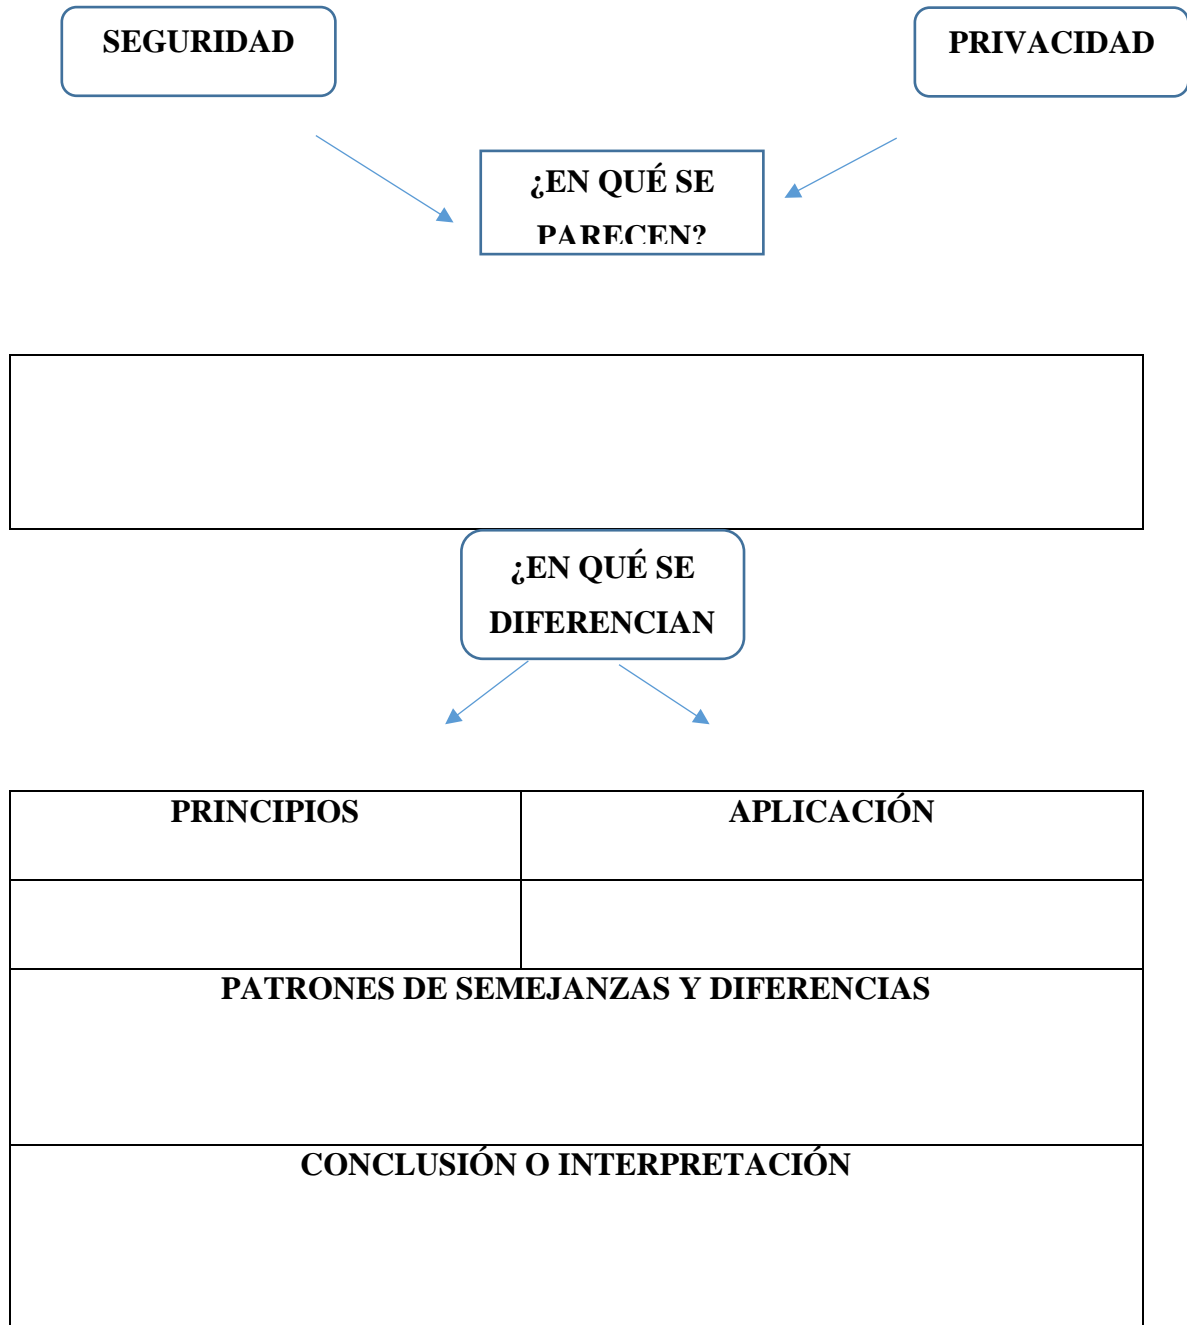 SEGURIDAD
PRIVACIDAD
¿EN QUÉ SE
PARECEN?
¿EN QUÉ SE
DIFERENCIAN
PRINCIPIOS
APLICACIÓN
PATRONES DE SEMEJANZAS Y DIFERENCIAS
CONCLUSIÓN O INTERPRETACIÓN